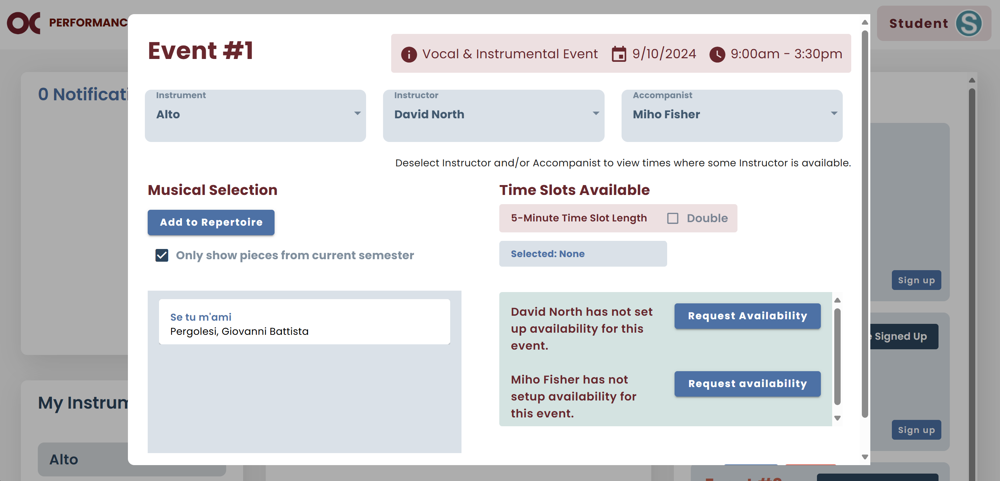 OC PERFORMANC
Student S
Event #1
Vocal & Instrumental Event 9/10/2024 9:00am - 3:30pm
0 Notificati
Instrument
Alto
Instructor
David North
Accompanist
Miho Fisher
Deselect Instructor and/or Accompanist to view times where some Instructor is available.
Musical Selection
Add to Repertoire
Only show pieces from current semester
Se tu m'ami
Pergolesi, Giovanni Battista
Time Slots Available
5-Minute Time Slot Length Double
Selected: None
David North has not set
up availability for this
event.
Request Availability
Miho Fisher has not
setup availability for
this event.
Request availability
Sign up
Signed Up
Sign up
My Instrum
Alto